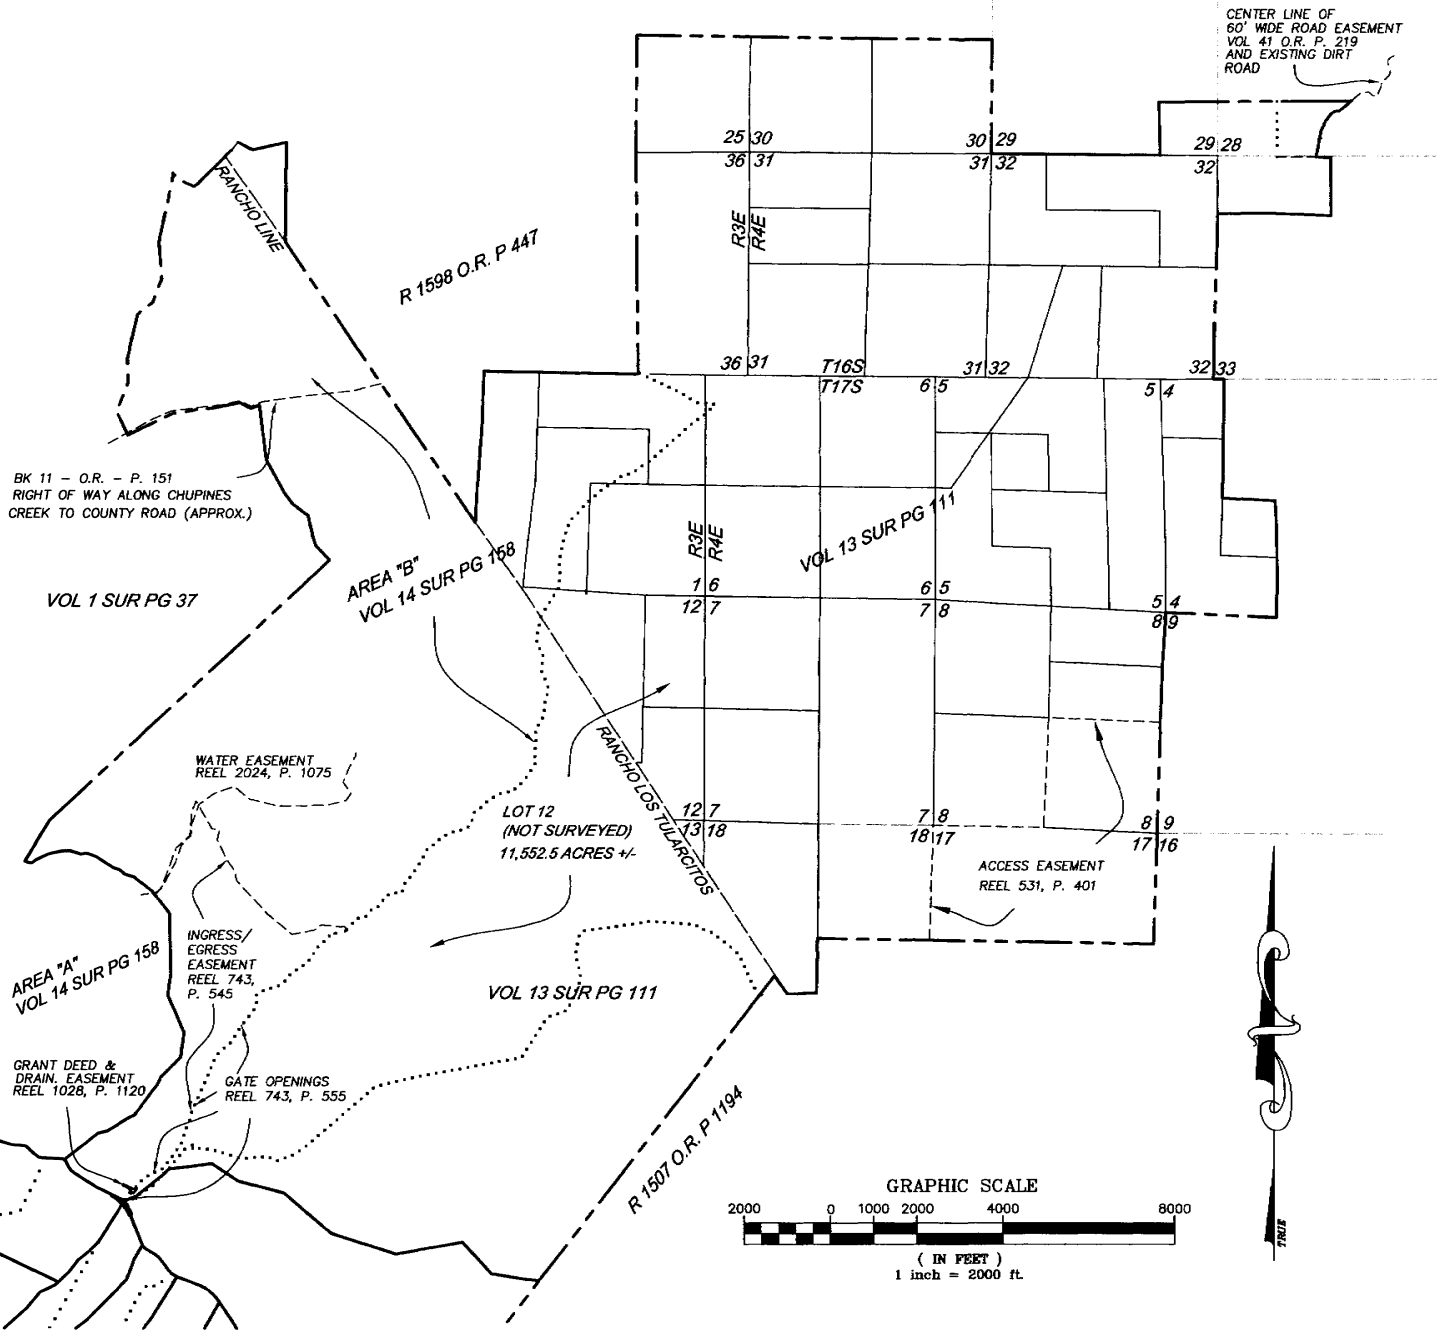 CENTER LINE OF
60' WIDE ROAD EASEMENT
VOL 41 O.R. P. 219
AND EXISTING DIRT
ROAD
25 30
30 29
29 28
36 31
31 32
32
RANCHO LINE
R3E
R4E
R 1598 O.R. P 447
36 31
T16S
31 32
32 33
T17S
6 5
5 4
BK 11 - O.R. - P. 151
RIGHT OF WAY ALONG CHUPINES
CREEK TO COUNTY ROAD (APPROX.)
VOL 13 SUR PG 111
R3E
R4E
AREA "B"
VOL 14 SUR PG 158
VOL 1 SUR PG 37
1 6
6 5
5 4
12 7
7 8
8 9
WATER EASEMENT
REEL 2024, P. 1075
RANCHO LOS TULARCITOS
LOT 12
(NOT SURVEYED)
11,552.5 ACRES +/-
12 7
7 8
8 9
13 18
18 17
17 16
ACCESS EASEMENT
REEL 531, P. 401
INGRESS/
EGRESS
EASEMENT
REEL 743,
P. 545
AREA "A"
VOL 14 SUR PG 158
VOL 13 SUR PG 111
GRANT DEED &
DRAIN. EASEMENT
REEL 1028, P. 1120
GATE OPENINGS
REEL 743, P. 555
R 1507 O.R. P 1194
GRAPHIC SCALE
2000 0 1000 2000 4000 8000
( IN FEET )
1 inch = 2000 ft.
TRUE